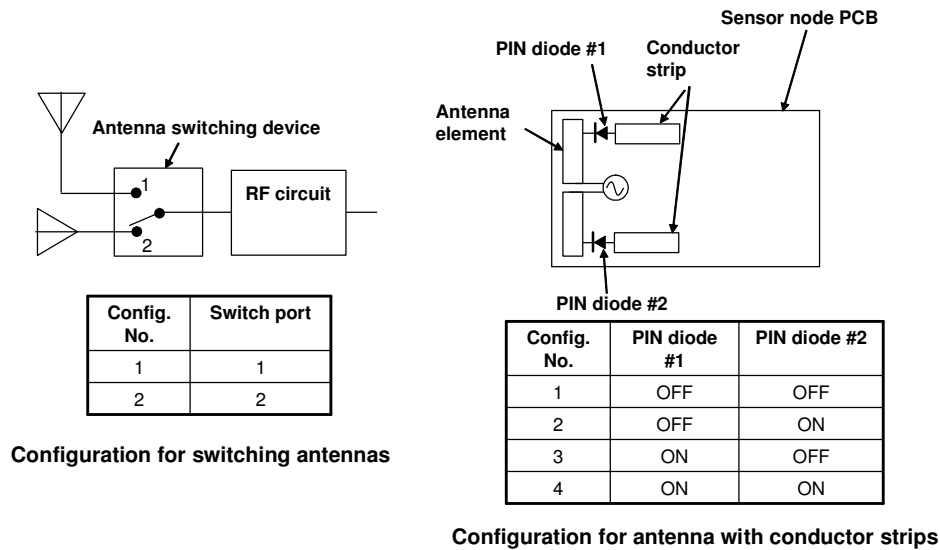 Antenna switching device
1
2
RF circuit
Config. No.
Switch port
1
1
2
2
Configuration for switching antennas
Sensor node PCB
PIN diode #1
Conductor
strip
Antenna
element
PIN diode #2
Config.
No.
PIN diode
#1
PIN diode #2
1
OFF
OFF
2
OFF
ON
3
ON
OFF
4
ON
ON
Configuration for antenna with conductor strips